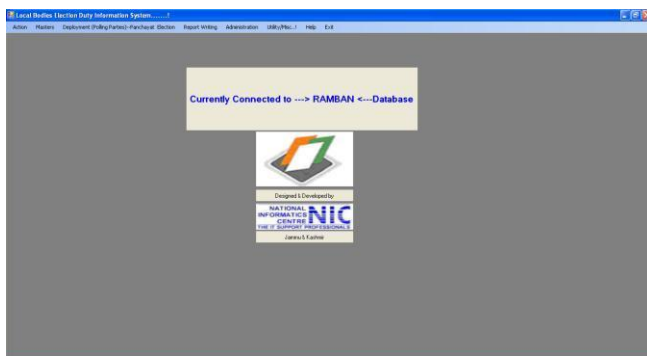 Local Bodies Election Duty Information System.......!
Action Masters Deployment (Polling Parties)-Panchayat Election Report Writing Administration Utility/Misc..! Help Exit
Currently Connected to ---> RAMBAN <---Database
Designed & Developed by
NATIONAL
INFORMATICS
CENTRE
NIC
THE IT SUPPORT PROFESSIONALS
Jammu & Kashmir